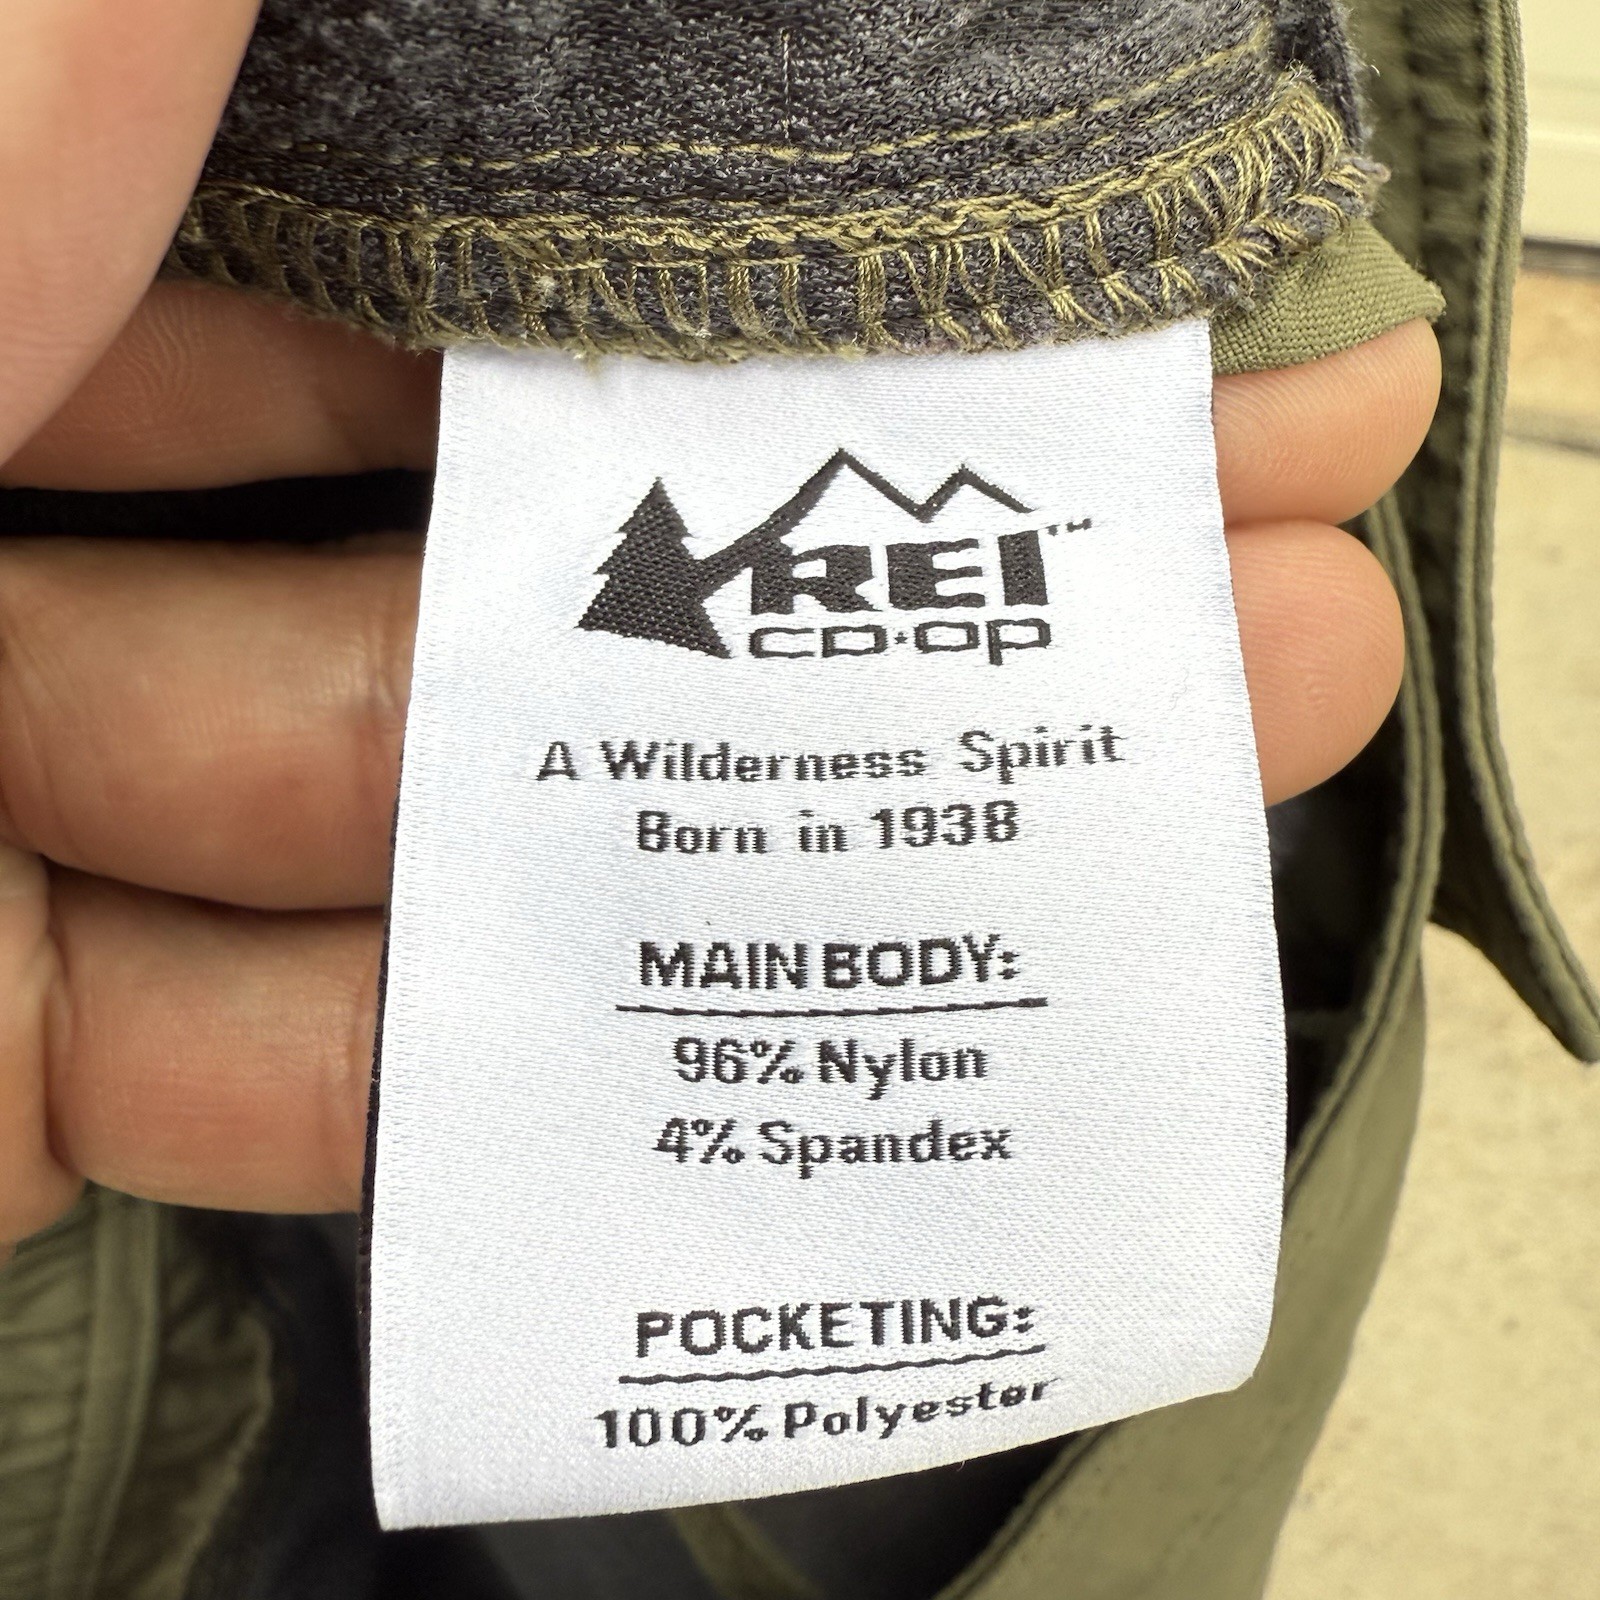 REI™
co·op
A Wilderness Spirit
Born in 1938
MAIN BODY:
96% Nylon
4% Spandex
POCKETING:
100% Polyester